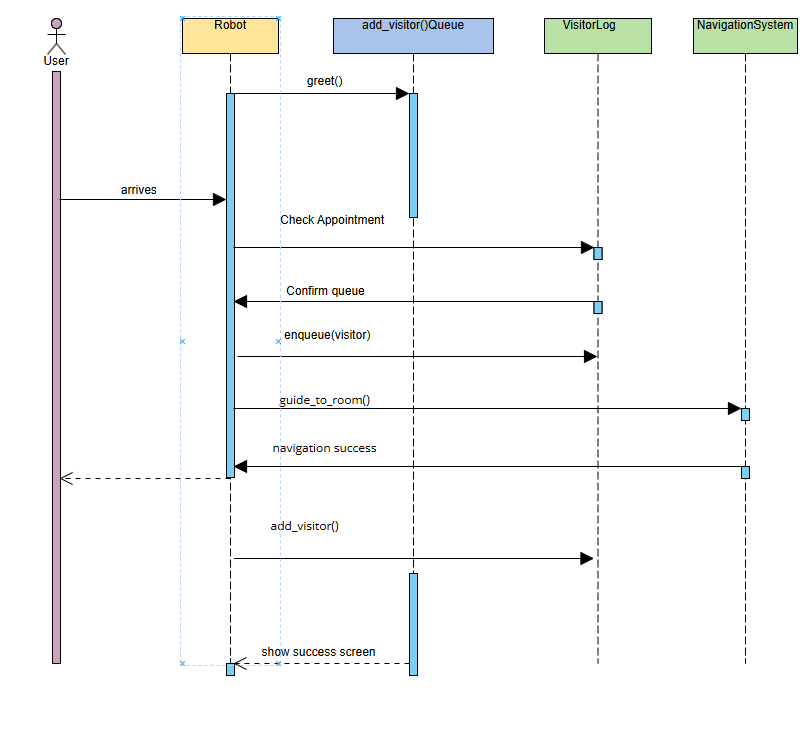 Robot
add_visitor()Queue
VisitorLog
NavigationSystem
User
greet()
arrives
Check Appointment
Confirm queue
enqueue(visitor)
guide_to_room()
navigation success
add_visitor()
show success screen